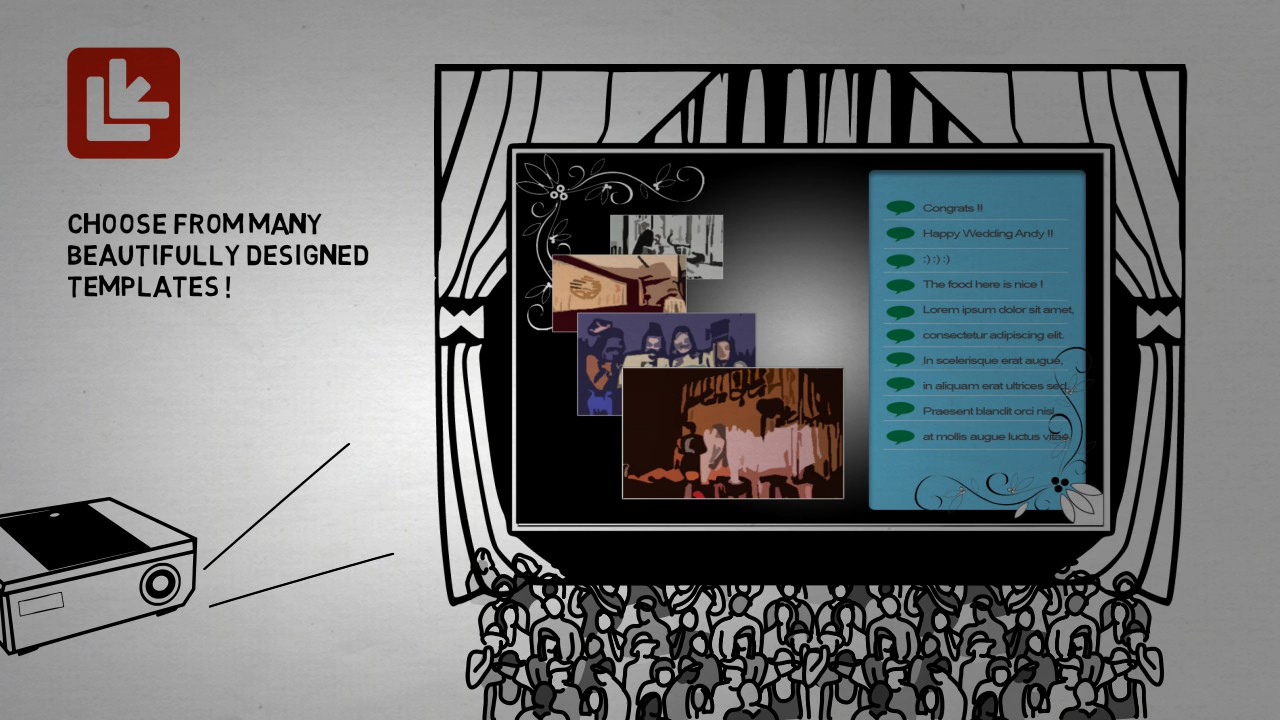 CHOOSE FROM MANY
BEAUTIFULLY DESIGNED
TEMPLATES !
Congrats !!
Happy Wedding Andy !!
:) :) :)
The food here is nice !
Lorem ipsum dolor sit amet,
consectetur adipiscing elit.
In scelerisque erat augue,
in aliquam erat ultrices sed.
Praesent blandit orci nisl
at mollis augue luctus vitae.